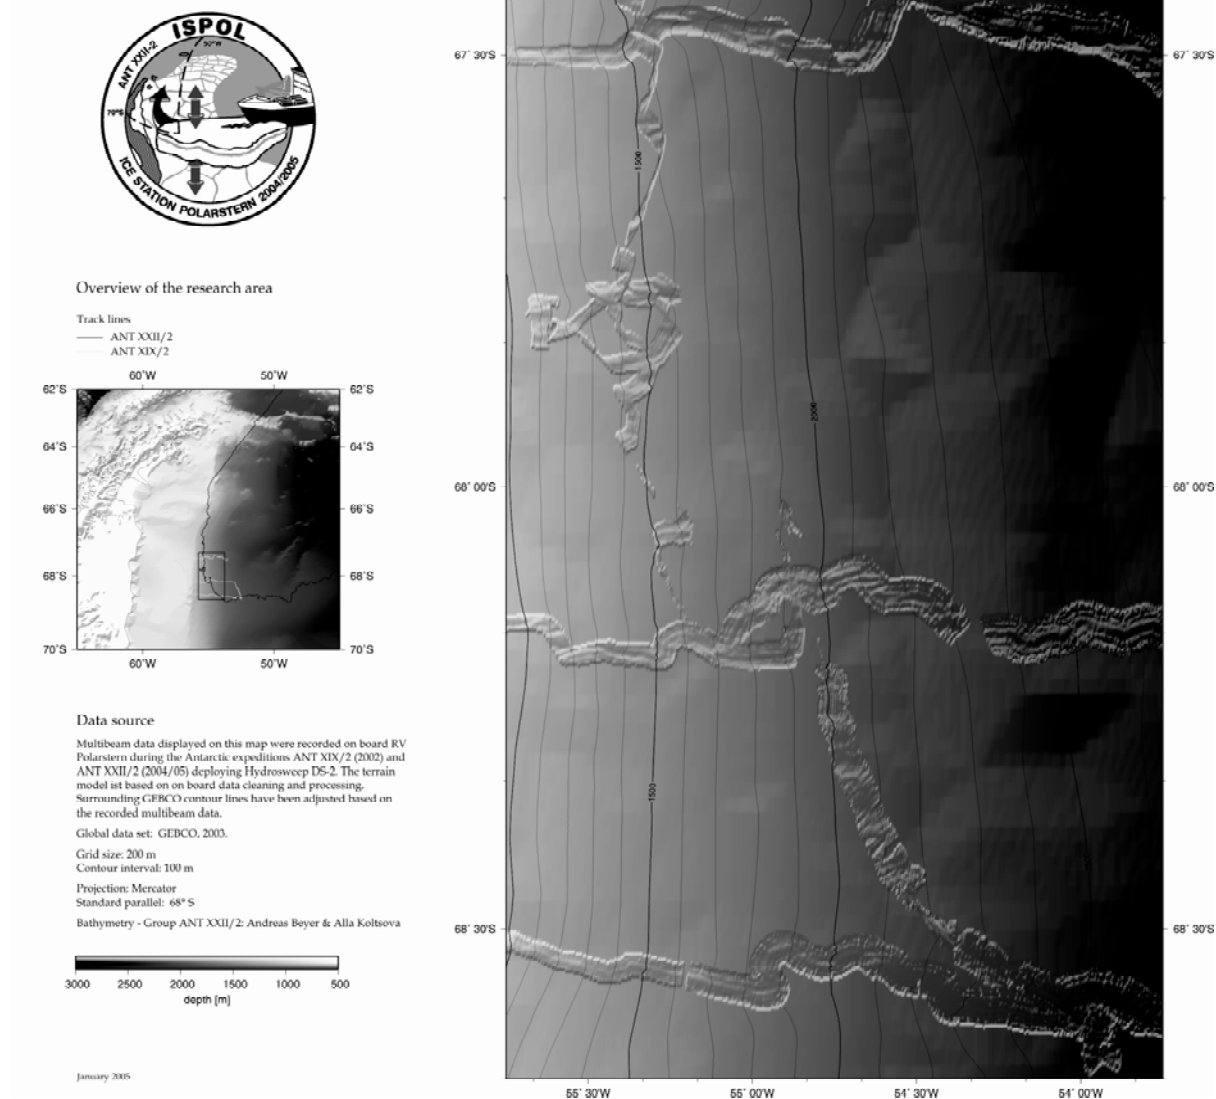 ISPOL
ANT XXII-2
50°W
70°S
ICE STATION POLARSTERN 2004/2005
Overview of the research area
Track lines
ANT XXII/2
ANT XIX/2
60°W 50°W
62°S 62°S
64°S 64°S
66°S 66°S
68°S 68°S
70°S 70°S
60°W 50°W
Data source
Multibeam data displayed on this map were recorded on board RV
Polarstern during the Antarctic expeditions ANT XIX/2 (2002) and
ANT XXII/2 (2004/05) deploying Hydrosweep DS-2. The terrain
model ist based on on board data cleaning and processing.
Surrounding GEBCO contour lines have been adjusted based on
the recorded multibeam data.
Global data set: GEBCO, 2003.
Grid size: 200 m
Contour interval: 100 m
Projection: Mercator
Standard parallel: 68° S
Bathymetry - Group ANT XXII/2: Andreas Beyer & Alla Koltsova
3000 2500 2000 1500 1000 500
depth [m]
January 2005
67°30'S 67°30'S
1500
2000
68°00'S 68°00'S
1500
68°30'S 68°30'S
55°30'W 55°00'W 54°30'W 54°00'W